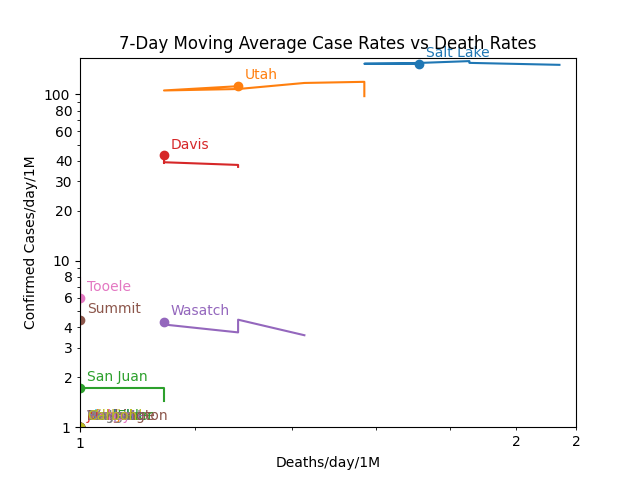 7-Day Moving Average Case Rates vs Death Rates
Salt Lake
Utah
100
80
Davis
60
40
30
20
Confirmed Cases/day/1M
10
8
Tooele
6
Summit
Wasatch
4
3
San Juan
2
1
1
2
2
Deaths/day/1M